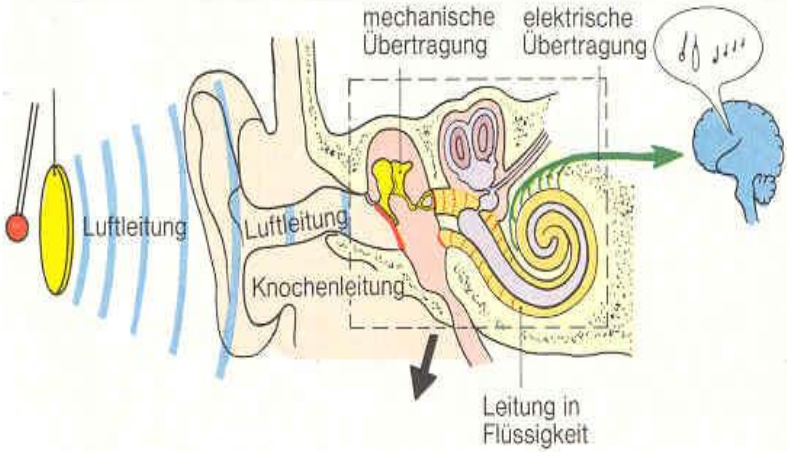 mechanische
Übertragung
elektrische
Übertragung
Luftleitung
Luftleitung
Knochenleitung
Leitung in
Flüssigkeit